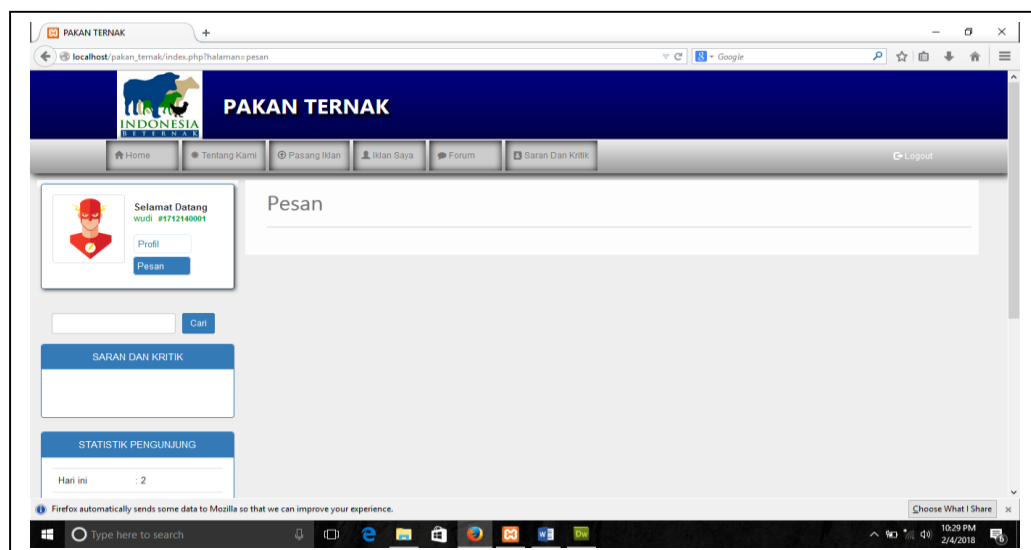 PAKAN TERNAK
+
localhost/pakan_ternak/index.php?halaman=pesan
Google
INDONESIA
BETERNAK
PAKAN TERNAK
Home
Tentang Kami
Pasang Iklan
Iklan Saya
Forum
Saran Dan Kritik
Logout
Selamat Datang
wudi #1712140001
Profil
Pesan
Pesan
Cari
SARAN DAN KRITIK
STATISTIK PENGUNJUNG
Hari ini : 2
Firefox automatically sends some data to Mozilla so that we can improve your experience.
Choose What I Share
Type here to search
10:29 PM
2/4/2018